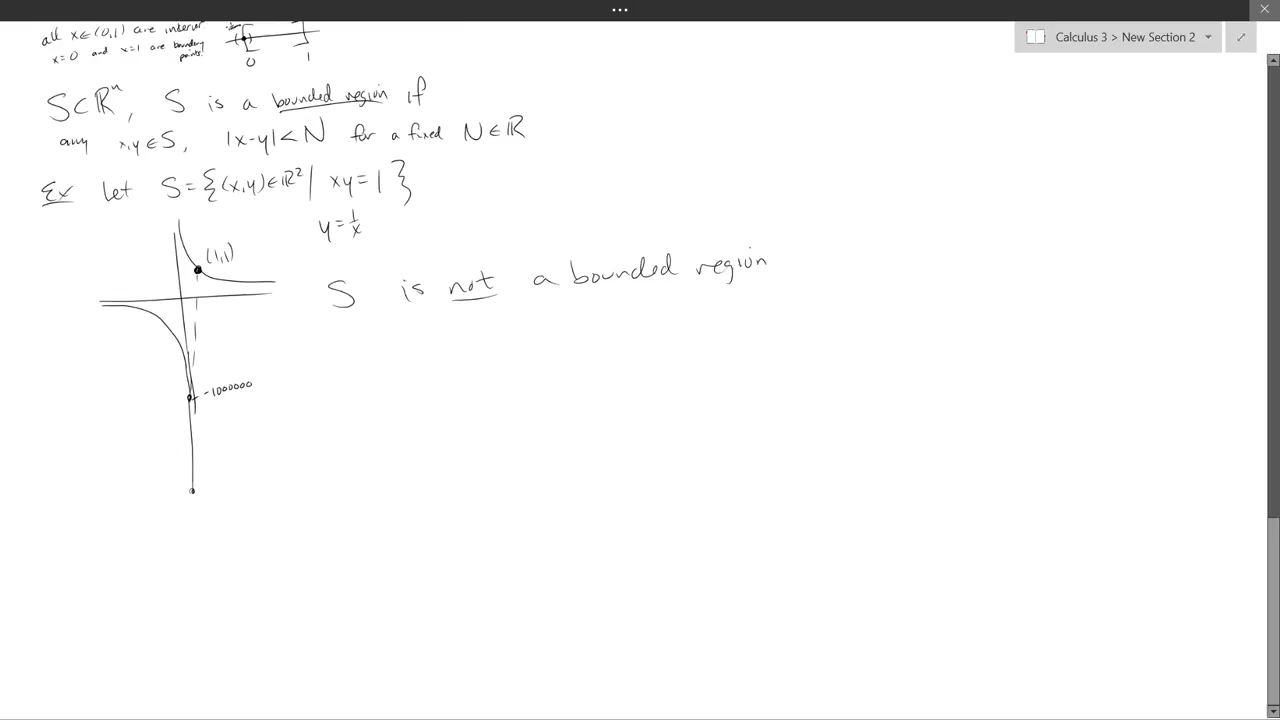 Calculus 3 > New Section 2
all x∈(0,1) are interior
x=0 and x=1 are boundary
points.
0 1
S⊂ℝⁿ, S is a bounded region if
any x,y∈S, |x-y|<N for a fixed N∈ℝ
Ex Let S={(x,y)∈ℝ²| xy=1}
y=1/x
(1,1)
S is not a bounded region
-1000000